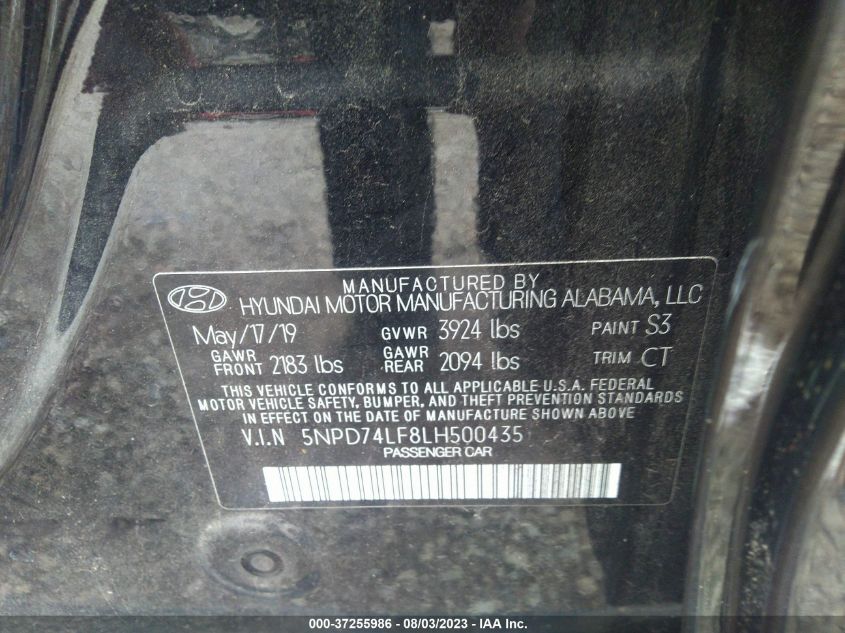 MANUFACTURED BY
HYUNDAI MOTOR MANUFACTURING ALABAMA, LLC
May/17/19 GVWR 3924 lbs PAINT S3
GAWR FRONT 2183 lbs GAWR REAR 2094 lbs TRIM CT
THIS VEHICLE CONFORMS TO ALL APPLICABLE U.S.A. FEDERAL
MOTOR VEHICLE SAFETY, BUMPER, AND THEFT PREVENTION STANDARDS
IN EFFECT ON THE DATE OF MANUFACTURE SHOWN ABOVE
V.I.N 5NPD74LF8LH500435
PASSENGER CAR
000-37255986 - 08/03/2023 - IAA Inc.